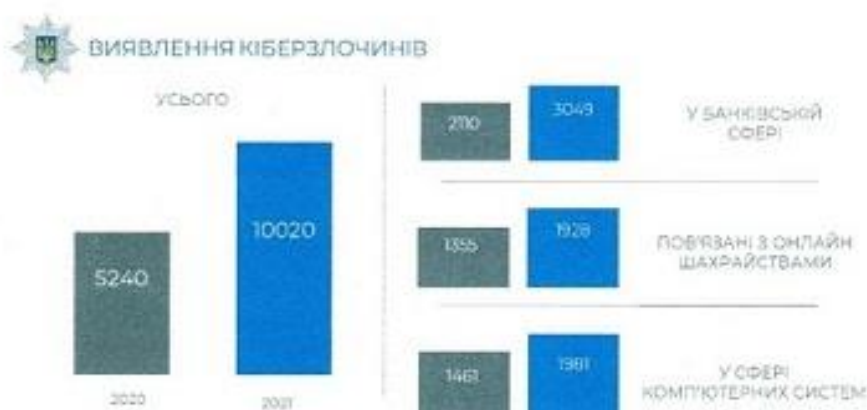 ВИЯВЛЕННЯ КІБЕРЗЛОЧИНІВ
УСЬОГО
5240
10020
2020
2021
2110
3049
У БАНКІВСЬКІЙ
СФЕРІ
1355
1928
ПОВ'ЯЗАНІ З ОНЛАЙН
ШАХРАЙСТВАМИ
1461
1981
У СФЕРІ
КОМП'ЮТЕРНИХ СИСТЕМ